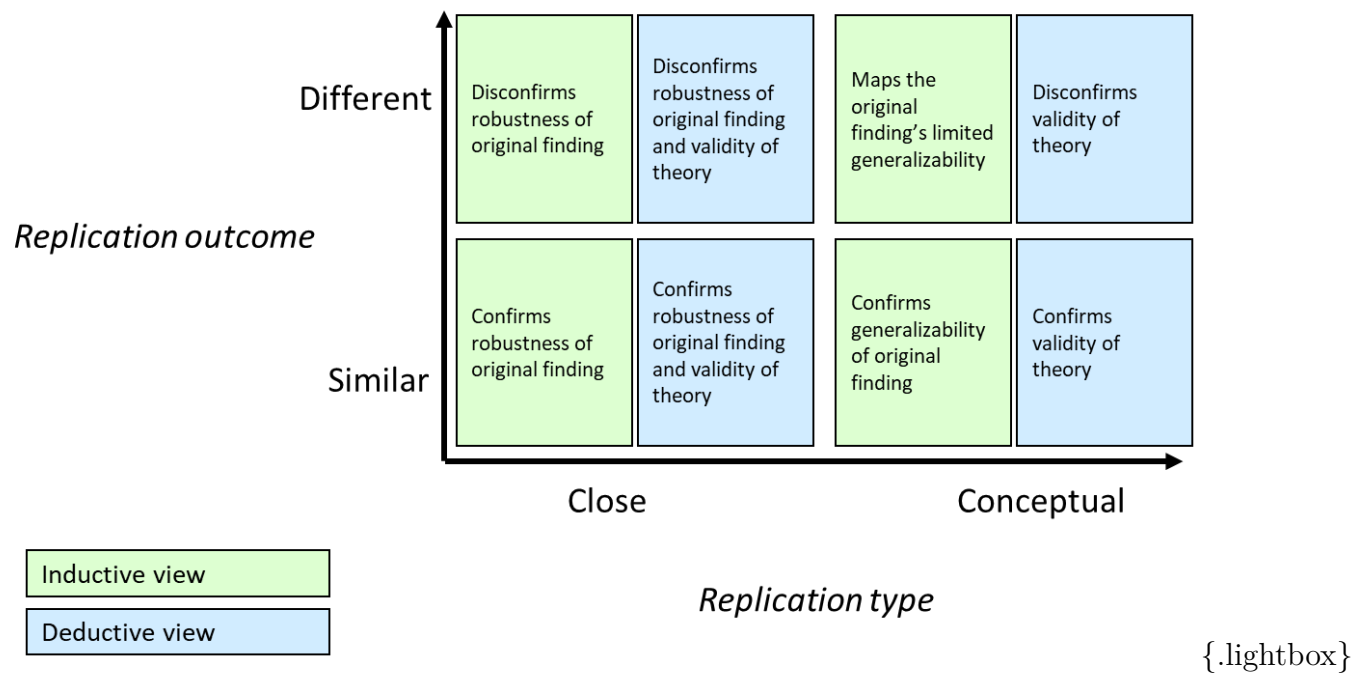 Different
Disconfirms
robustness of
original finding
Disconfirms
robustness of
original finding
and validity of
theory
Maps the
original
finding’s limited
generalizability
Disconfirms
validity of
theory
Replication outcome
Similar
Confirms
robustness of
original finding
Confirms
robustness of
original finding
and validity of
theory
Confirms
generalizability
of original
finding
Confirms
validity of
theory
Close
Conceptual
Replication type
Inductive view
Deductive view
{.lightbox}